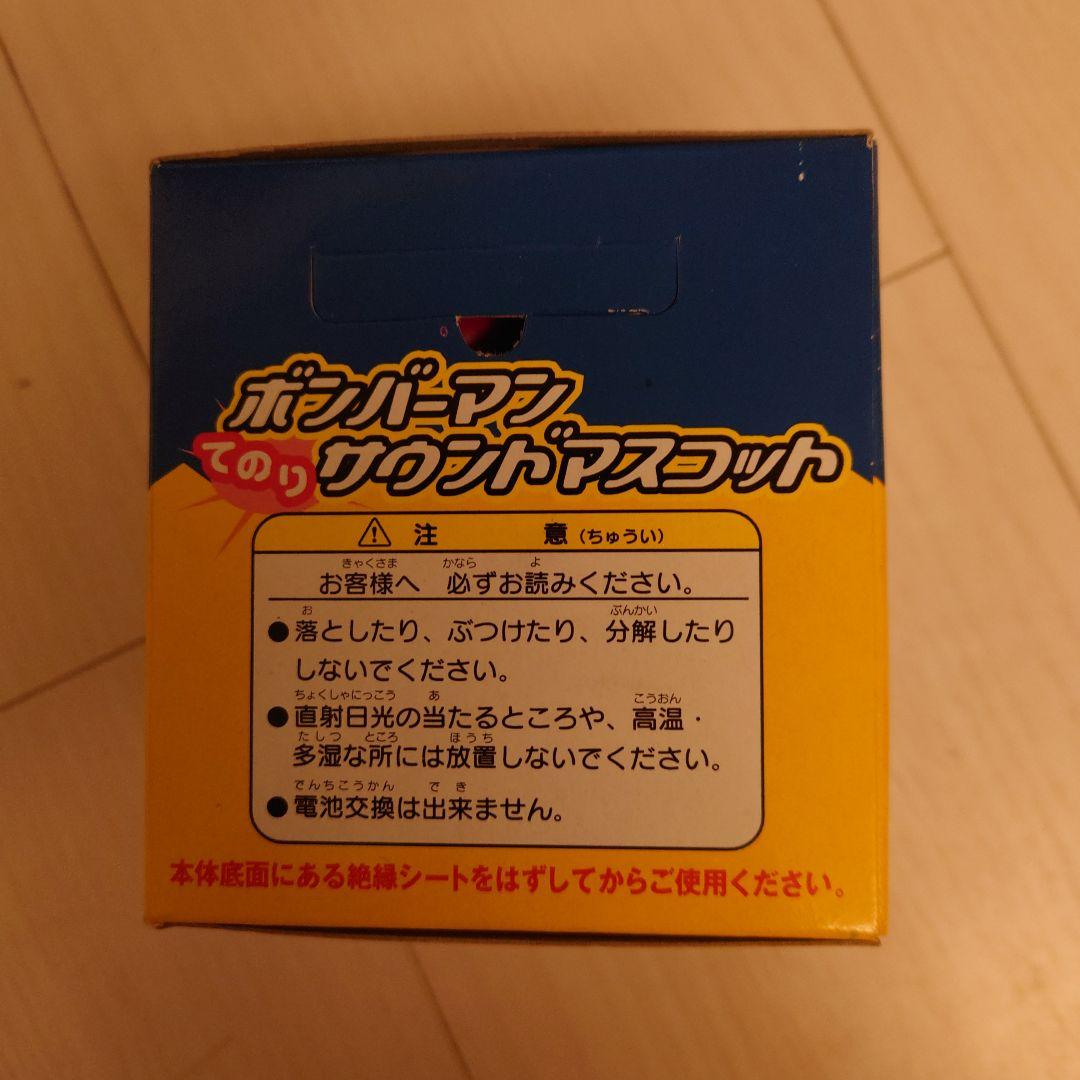 ボンバーマン
てのり サウンドマスコット
⚠ 注 意 (ちゅうい)
きゃくさま かなら よ
お客様へ 必ずお読みください。
お ぶんかい
●落としたり、ぶつけたり、分解したり
しないでください。
ちょくしゃにっこう あ こうおん
●直射日光の当たるところや、高温・
たしつ ところ ほうち
多湿な所には放置しないでください。
でんちこうかん でき
●電池交換は出来ません。
本体底面にある絶縁シートをはずしてからご使用ください。